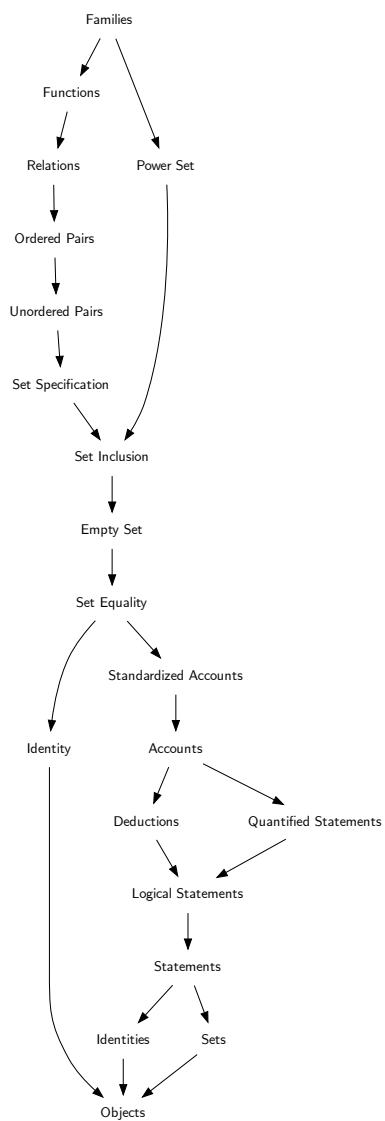 Families
Functions
Relations
Power Set
Ordered Pairs
Unordered Pairs
Set Specification
Set Inclusion
Empty Set
Set Equality
Standardized Accounts
Identity
Accounts
Deductions
Quantified Statements
Logical Statements
Statements
Identities
Sets
Objects